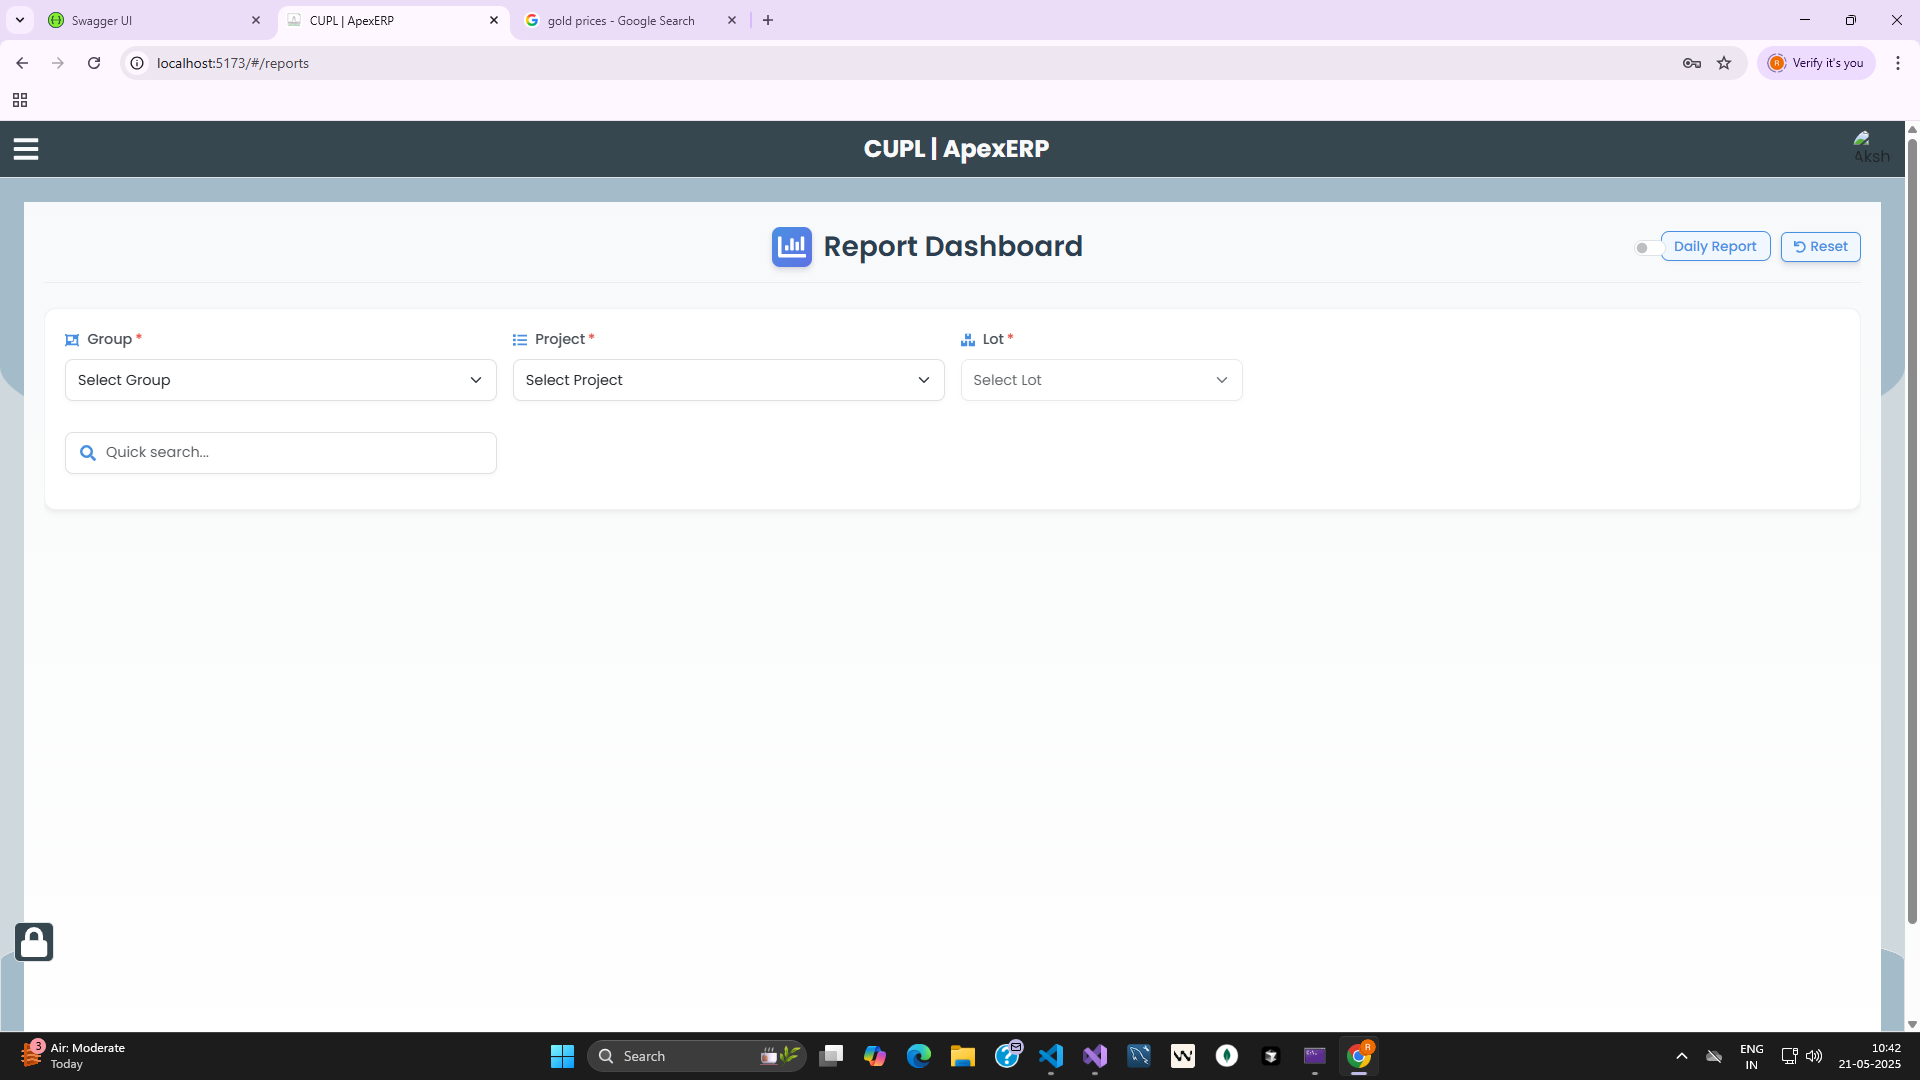 Swagger UI
CUPL | ApexERP
gold prices - Google Search
localhost:5173/#/reports
Verify it's you
CUPL | ApexERP
Aksh
Report Dashboard
Daily Report
Reset
Group *
Project *
Lot *
Select Group
Select Project
Select Lot
Quick search...
3
Air: Moderate
Today
Search
R
ENG
IN
10:42
21-05-2025